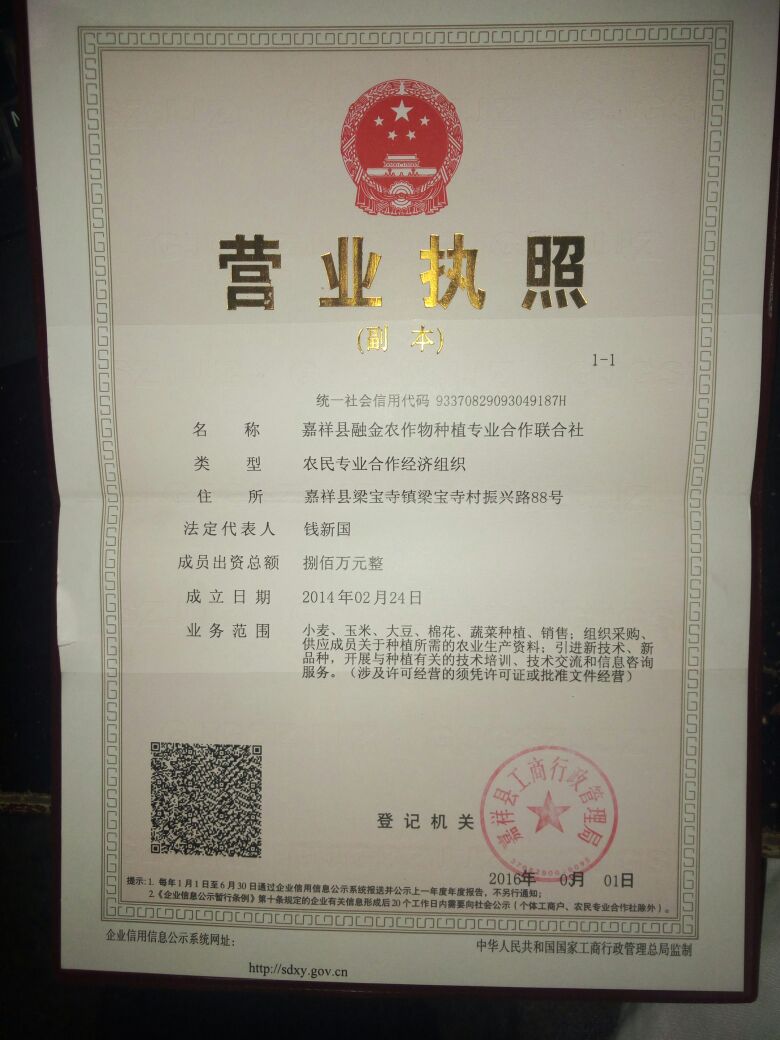 营业执照
(副本)
1-1
统一社会信用代码 93370829093049187H
名称 嘉祥县融金农作物种植专业合作联合社
类型 农民专业合作经济组织
住所 嘉祥县梁宝寺镇梁宝寺村振兴路88号
法定代表人 钱新国
成员出资总额 捌佰万元整
成立日期 2014年02月24日
业务范围 小麦、玉米、大豆、棉花、蔬菜种植、销售；组织采购、
供应成员关于种植所需的农业生产资料；引进新技术、新
品种，开展与种植有关的技术培训、技术交流和信息咨询
服务。（涉及许可经营的须凭许可证或批准文件经营）
嘉祥县工商行政管理局
登记机关
2016年 03月 01日
提示：1. 每年1月1日至6月30日通过企业信用信息公示系统报送并公示上一年度年度报告，不另行通知；
2.《企业信息公示暂行条例》第十条规定的企业有关信息形成后20个工作日内需要向社会公示（个体工商户、农民专业合作社除外）。
企业信用信息公示系统网址：
http://sdxy.gov.cn
中华人民共和国国家工商行政管理总局监制